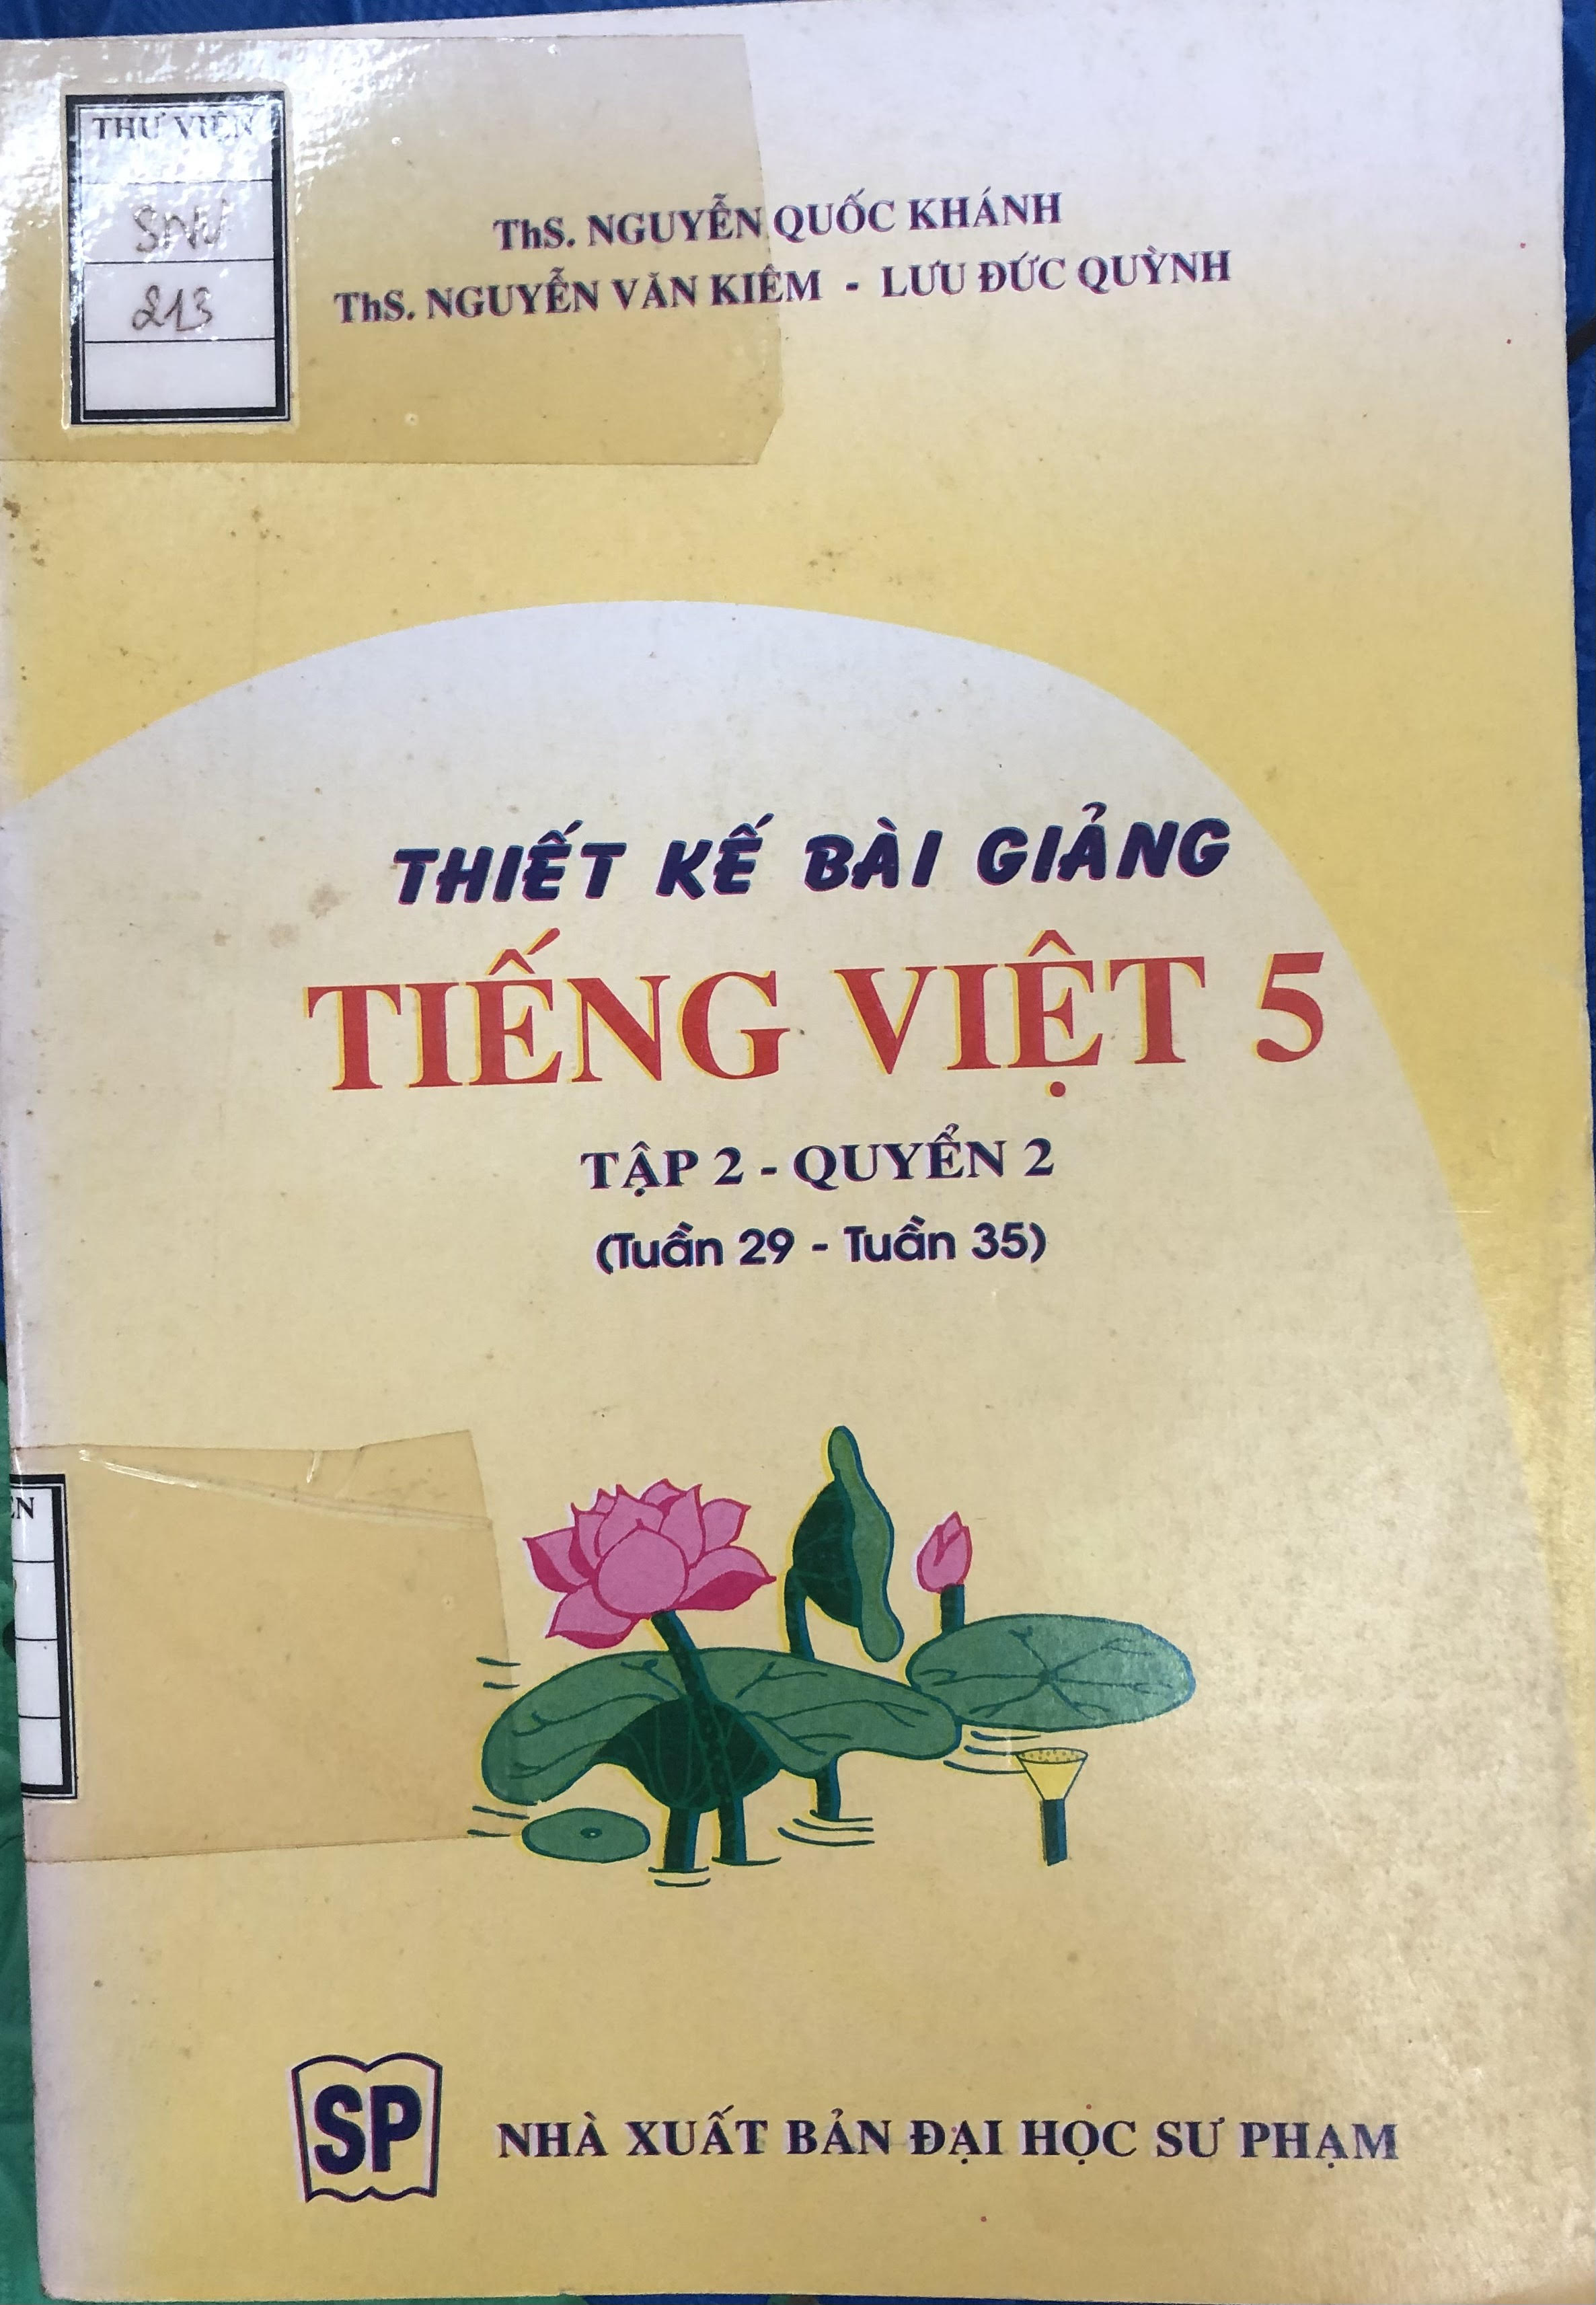 THƯ VIỆN
SNV
213
ThS. NGUYỄN QUỐC KHÁNH
ThS. NGUYỄN VĂN KIÊM - LƯU ĐỨC QUỲNH
THIẾT KẾ BÀI GIẢNG
TIẾNG VIỆT 5
TẬP 2 - QUYỂN 2
(Tuần 29 - Tuần 35)
SP
NHÀ XUẤT BẢN ĐẠI HỌC SƯ PHẠM